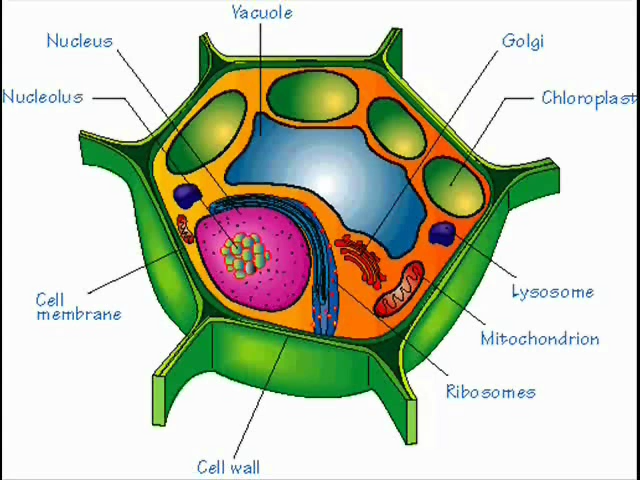 Vacuole
Nucleus
Golgi
Nucleolus
Chloroplast
Cell
membrane
Lysosome
Mitochondrion
Ribosomes
Cell wall